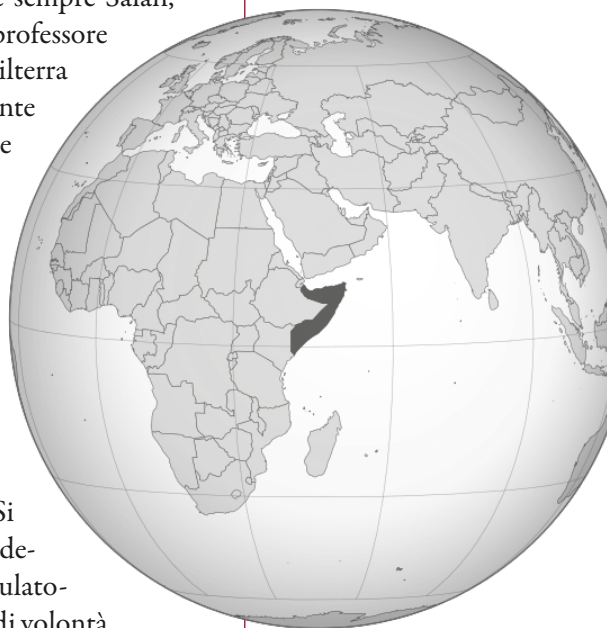 e sempre Salah,
professore
ilterra
nte
e
Si
de-
ulato-
di volontà